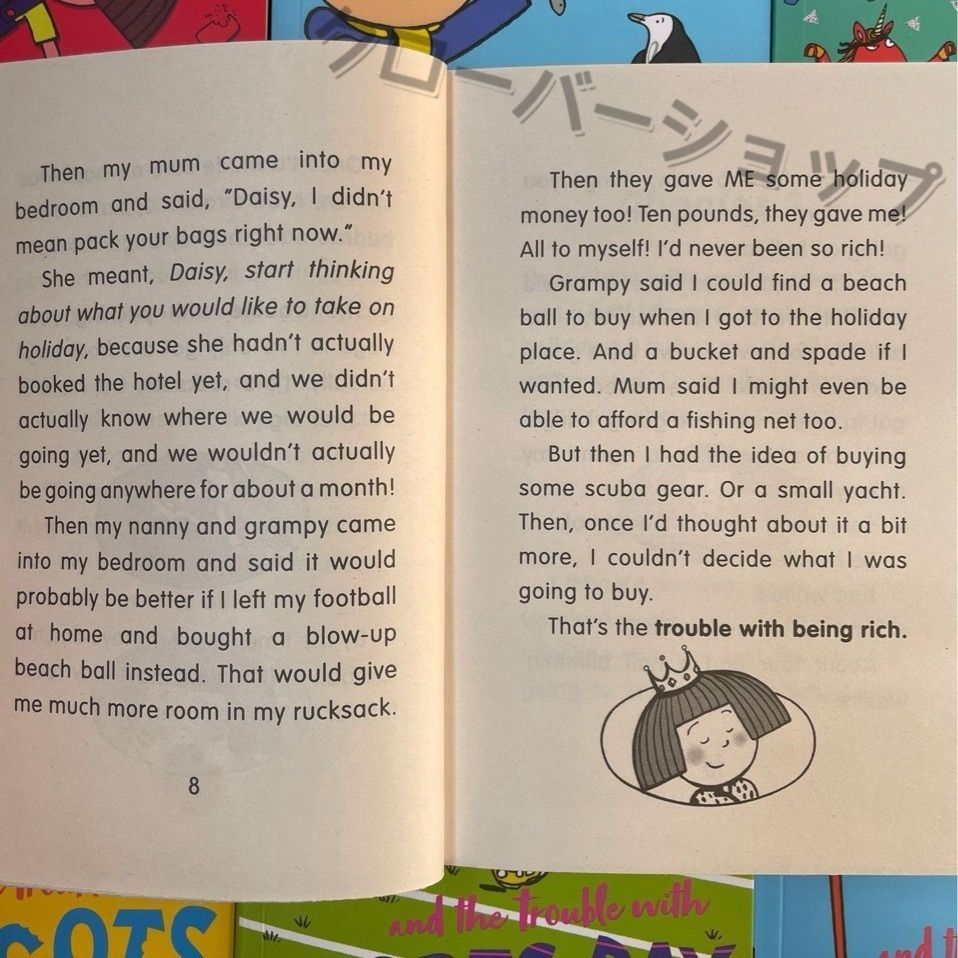 クローバーショップ
Then my mum came into my
bedroom and said, “Daisy, I didn’t
mean pack your bags right now.”
She meant, Daisy, start thinking
about what you would like to take on
holiday, because she hadn’t actually
booked the hotel yet, and we didn’t
actually know where we would be
going yet, and we wouldn’t actually
be going anywhere for about a month!
Then my nanny and grampy came
into my bedroom and said it would
probably be better if I left my football
at home and bought a blow-up
beach ball instead. That would give
me much more room in my rucksack.
8
Then they gave ME some holiday
money too! Ten pounds, they gave me!
All to myself! I’d never been so rich!
Grampy said I could find a beach
ball to buy when I got to the holiday
place. And a bucket and spade if I
wanted. Mum said I might even be
able to afford a fishing net too.
But then I had the idea of buying
some scuba gear. Or a small yacht.
Then, once I’d thought about it a bit
more, I couldn’t decide what I was
going to buy.
That’s the trouble with being rich.
and the trouble with